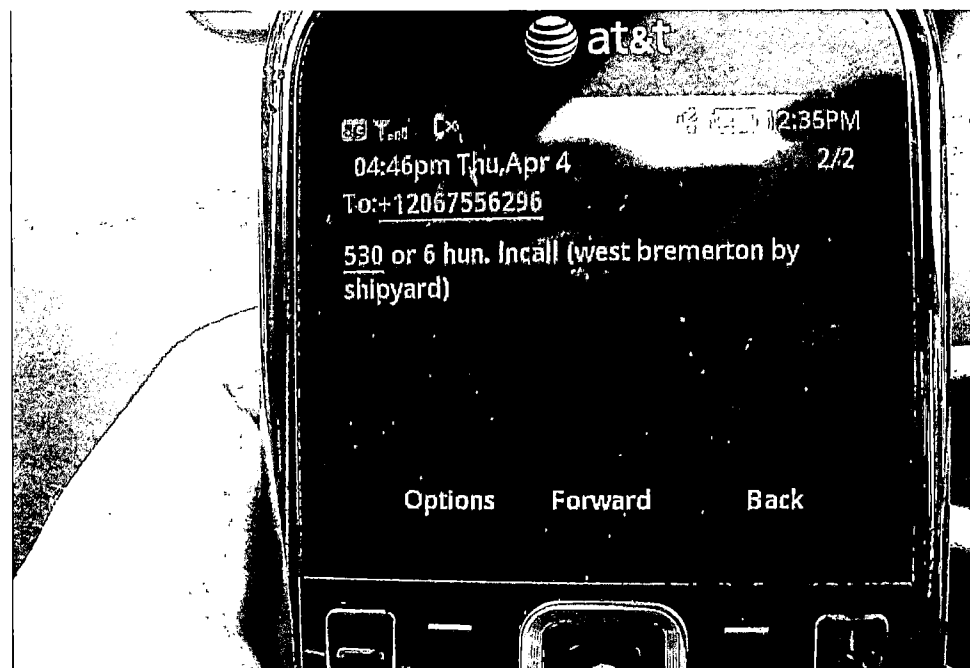 at&t
12:35PM
04:46pm Thu,Apr 4 2/2
To:+12067556296
530 or 6 hun. Incall (west bremerton by
shipyard)
Options Forward Back